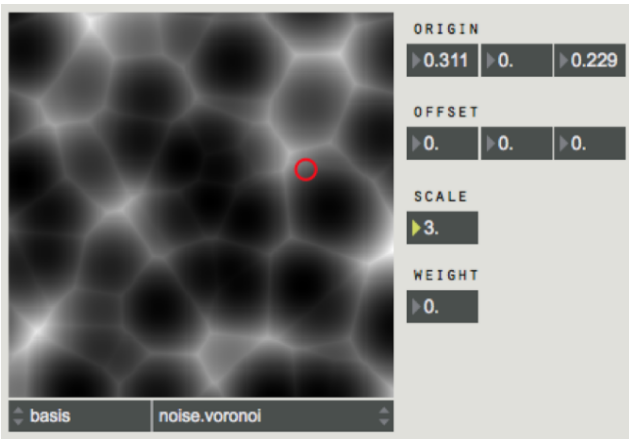 ORIGIN
0.311 0. 0.229
OFFSET
0. 0. 0.
SCALE
3.
WEIGHT
0.
basis noise.voronoi